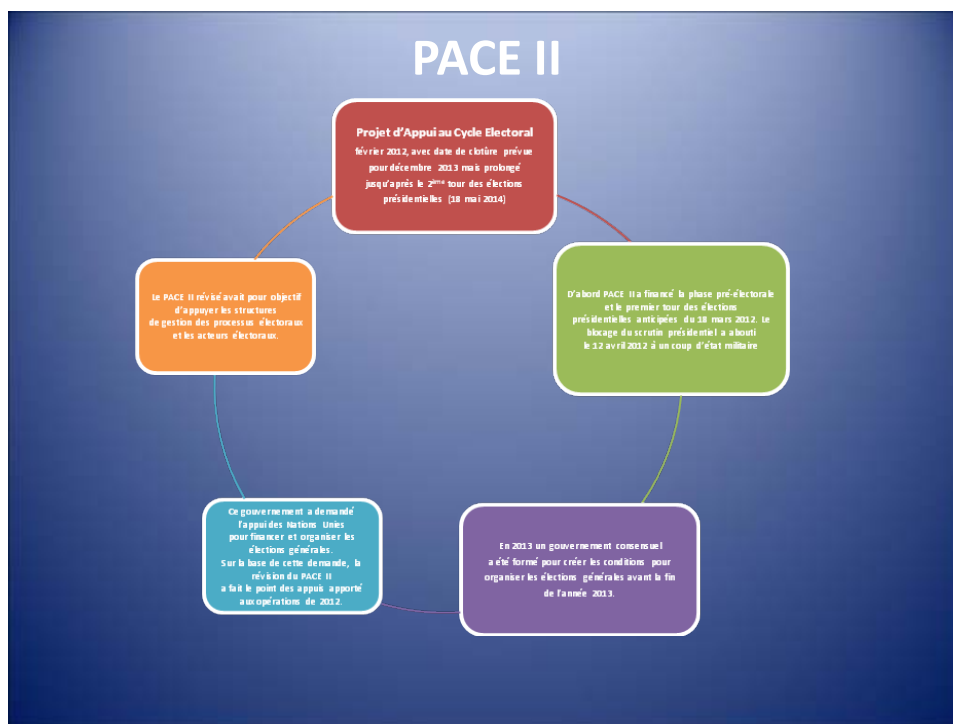 PACE II
Projet d'Appui au Cycle Electoral
février 2012, avec date de clotûre prévue
pour décembre 2013 mais prolongé
jusqu'après le 2ème tour des élections
présidentielles (18 mai 2014)
D'abord PACE II a financé la phase pré-électorale
et le premier tour des élections
présidentielles anticipées du 18 mars 2012. Le
blocage du scrutin présidentiel a abouti
le 12 avril 2012 à un coup d'état militaire
En 2013 un gouvernement consensuel
a été formé pour créer les conditions pour
organiser les élections générales avant la fin
de l'année 2013.
Ce gouvernement a demandé
l'appui des Nations Unies
pour financer et organiser les
élections générales.
Sur la base de cette demande, la
révision du PACE II
a fait le point des appuis apporté
aux opérations de 2012.
Le PACE II révisé avait pour objectif
d'appuyer les structures
de gestion des processus électoraux
et les acteurs électoraux.